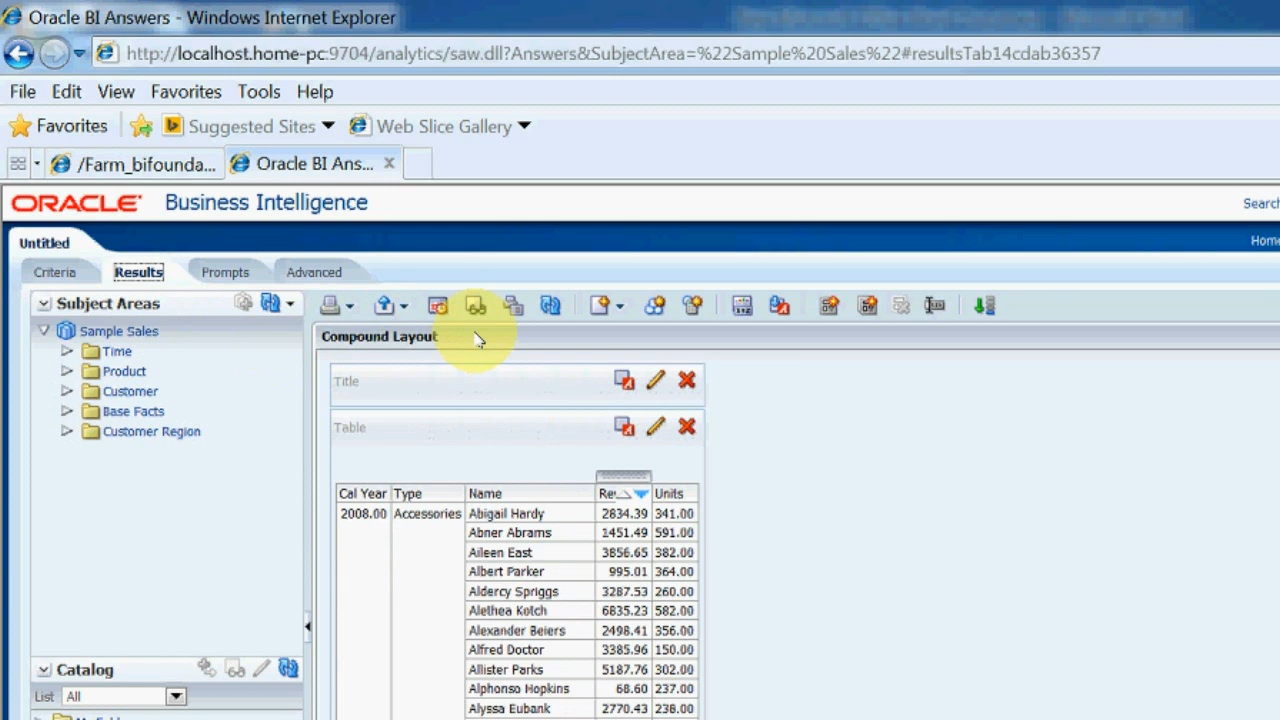 Oracle BI Answers - Windows Internet Explorer
http://localhost.home-pc:9704/analytics/saw.dll?Answers&SubjectArea=%22Sample%20Sales%22#resultsTab14cdab36357
File Edit View Favorites Tools Help
Favorites Suggested Sites Web Slice Gallery
/Farm_bifounda... Oracle BI Ans...
ORACLE Business Intelligence
Search
Untitled
Home
Criteria Results Prompts Advanced
Subject Areas
Sample Sales
Time
Product
Customer
Base Facts
Customer Region
Catalog
List All
Compound Layout
Title
Table
Cal Year Type Name Units
2008.00 Accessories Abigail Hardy 2834.39 341.00
Abner Abrams 1451.49 591.00
Aileen East 3856.65 382.00
Albert Parker 995.01 364.00
Aldercy Spriggs 3287.53 260.00
Alethea Kotch 6835.23 582.00
Alexander Beiers 2498.41 356.00
Alfred Doctor 3385.96 150.00
Allister Parks 5187.76 302.00
Alphonso Hopkins 68.60 237.00
Alyssa Eubank 2770.43 238.00